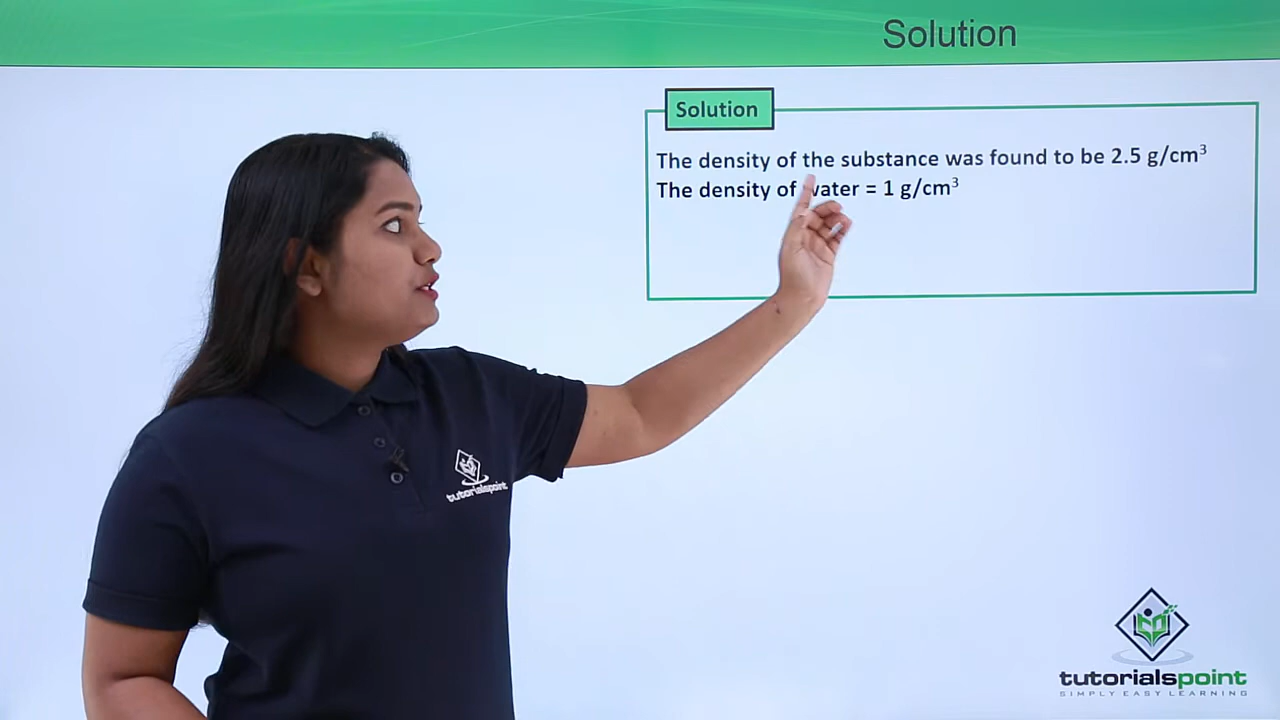 Solution
Solution
The density of the substance was found to be 2.5 g/cm³
The density of water = 1 g/cm³
tutorialspoint
tutorialspoint
SIMPLY EASY LEARNING